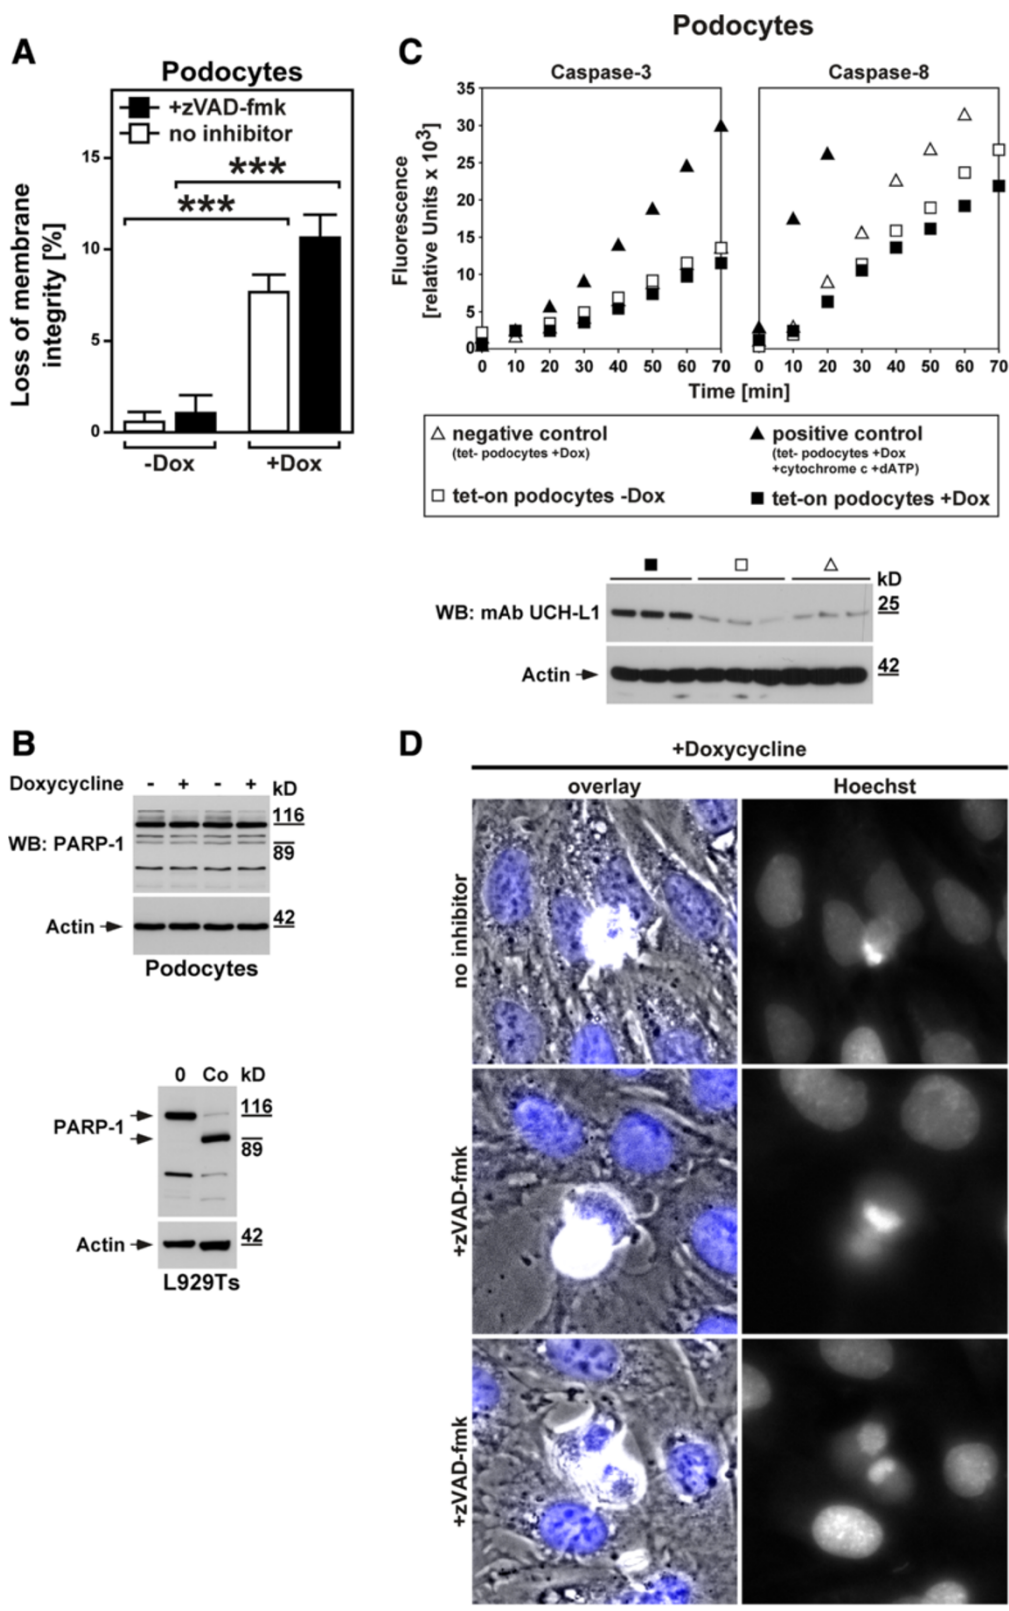 A
Podocytes
+zVAD-fmk
no inhibitor
***
***
Loss of membrane
integrity [%]
15
10
5
0
-Dox
+Dox
C
Podocytes
Caspase-3
Caspase-8
Fluorescence
[relative Units x 10³]
35
30
25
20
15
10
5
0
0 10 20 30 40 50 60 70
0 10 20 30 40 50 60 70
Time [min]
△ negative control
(tet- podocytes +Dox)
▲ positive control
(tet- podocytes +Dox
+cytochrome c +dATP)
□ tet-on podocytes -Dox
■ tet-on podocytes +Dox
■ □ △
kD
WB: mAb UCH-L1
25
Actin
42
B
Doxycycline - + - + kD
116
WB: PARP-1
89
Actin
42
Podocytes
0 Co kD
PARP-1
116
89
Actin
42
L929Ts
D
+Doxycycline
overlay
Hoechst
no inhibitor
+zVAD-fmk
+zVAD-fmk